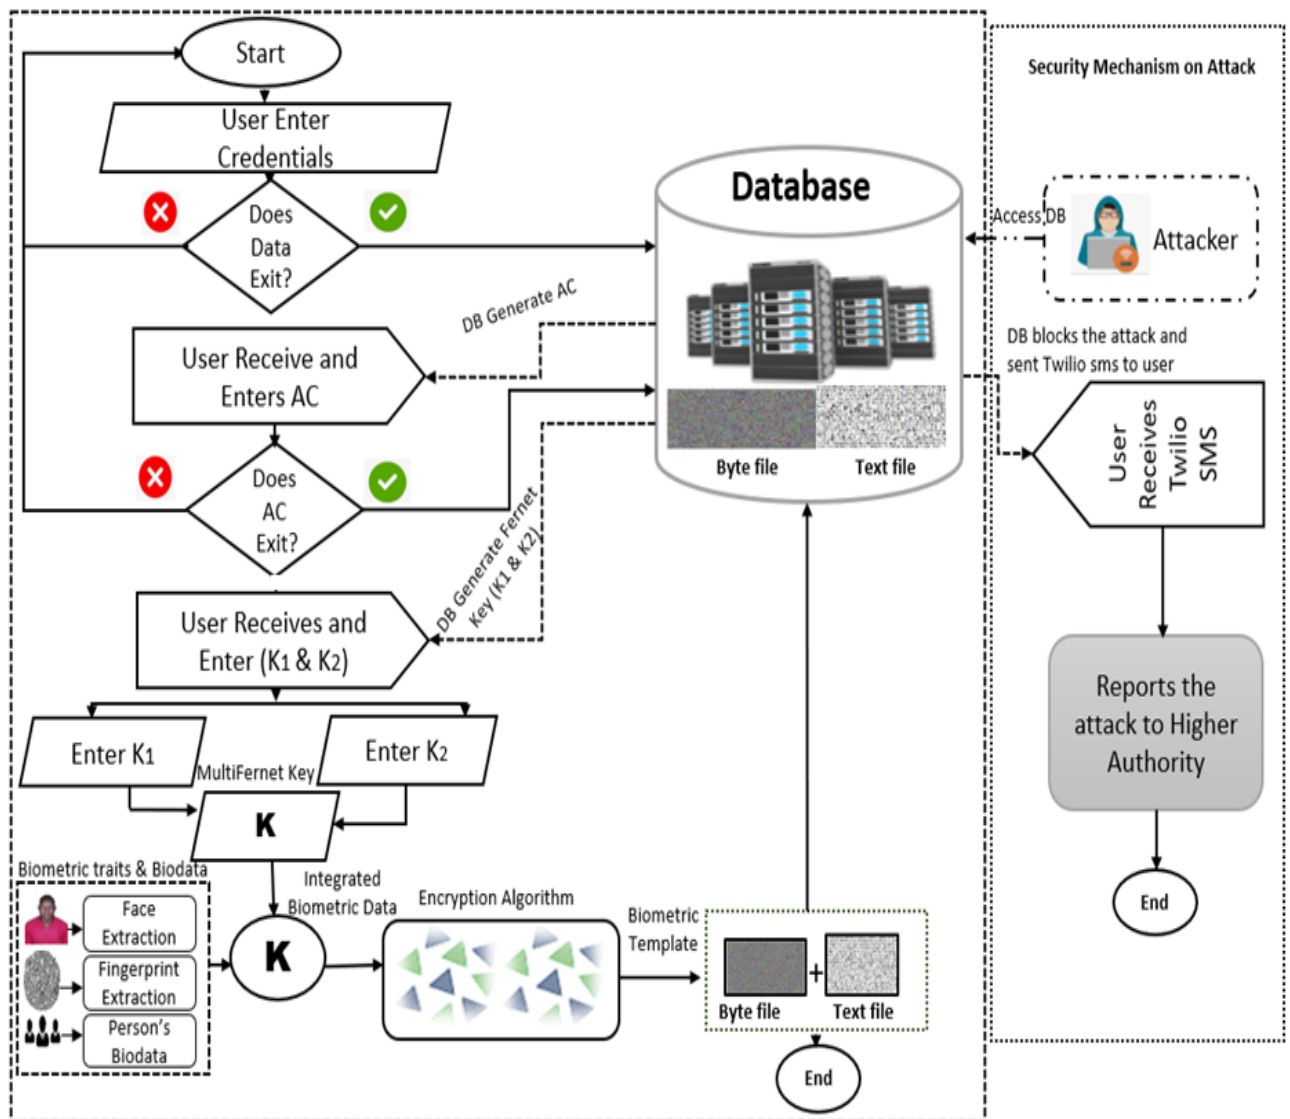 Start
Security Mechanism on Attack
User Enter
Credentials
Does
Data
Exit?
Database
Access DB
Attacker
DB Generate AC
User Receive and
Enters AC
DB blocks the attack and
sent Twilio sms to user
User
Receives
Twilio
SMS
Byte file
Text file
Does
AC
Exit?
DB Generate Fernet
Key (K1 & K2)
User Receives and
Enter (K1 & K2)
Reports the
attack to Higher
Authority
Enter K1
Enter K2
MultiFernet Key
K
Biometric traits & Biodata
Face
Extraction
Fingerprint
Extraction
Person's
Biodata
K
Integrated
Biometric Data
Encryption Algorithm
Biometric
Template
+
Byte file
Text file
End
End